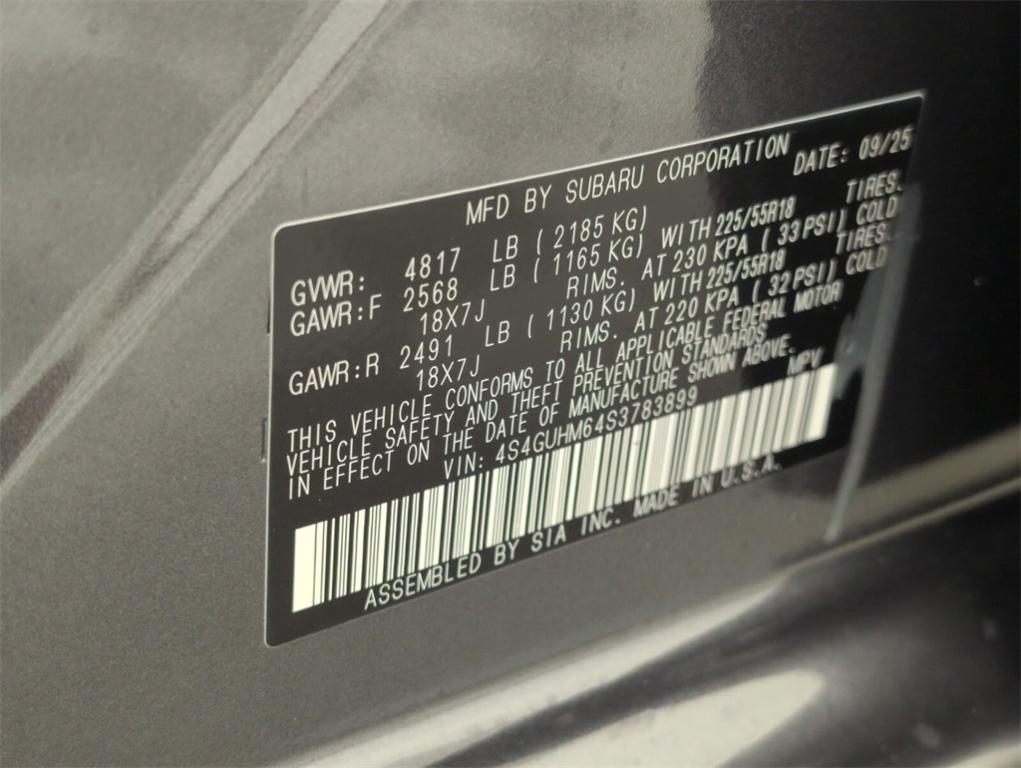 MFD BY SUBARU CORPORATION DATE: 09/25
GVWR: 4817 LB ( 2185 KG)
GAWR:F 2568 LB ( 1165 KG) WITH 225/55R18 TIRES.
18X7J RIMS. AT 230 KPA ( 33 PSI) COLD
GAWR:R 2491 LB ( 1130 KG) WITH 225/55R18 TIRES.
18X7J RIMS. AT 220 KPA ( 32 PSI) COLD
THIS VEHICLE CONFORMS TO ALL APPLICABLE FEDERAL MOTOR
VEHICLE SAFETY AND THEFT PREVENTION STANDARDS
IN EFFECT ON THE DATE OF MANUFACTURE SHOWN ABOVE.
VIN: 4S4GUHM64S3783899 MPV
ASSEMBLED BY SIA INC. MADE IN U.S.A.